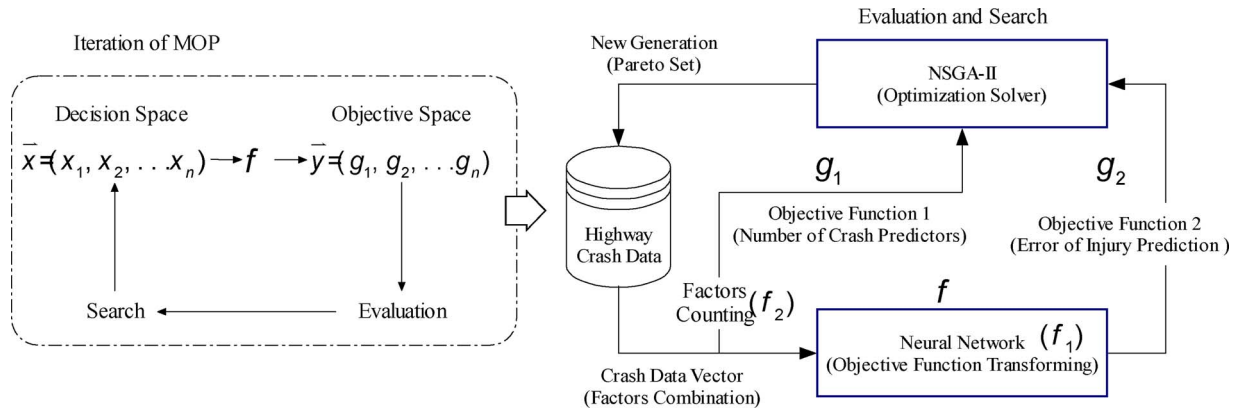 Iteration of MOP
Decision Space
Objective Space
x=(x1, x2, . . . xn) → f → y=(g1, g2, . . . gn)
Search
Evaluation
Evaluation and Search
New Generation
(Pareto Set)
NSGA-II
(Optimization Solver)
g1
g2
Objective Function 1
(Number of Crash Predictors)
Objective Function 2
(Error of Injury Prediction )
Highway
Crash Data
Factors
Counting (f2)
f
Neural Network (f1)
(Objective Function Transforming)
Crash Data Vector
(Factors Combination)